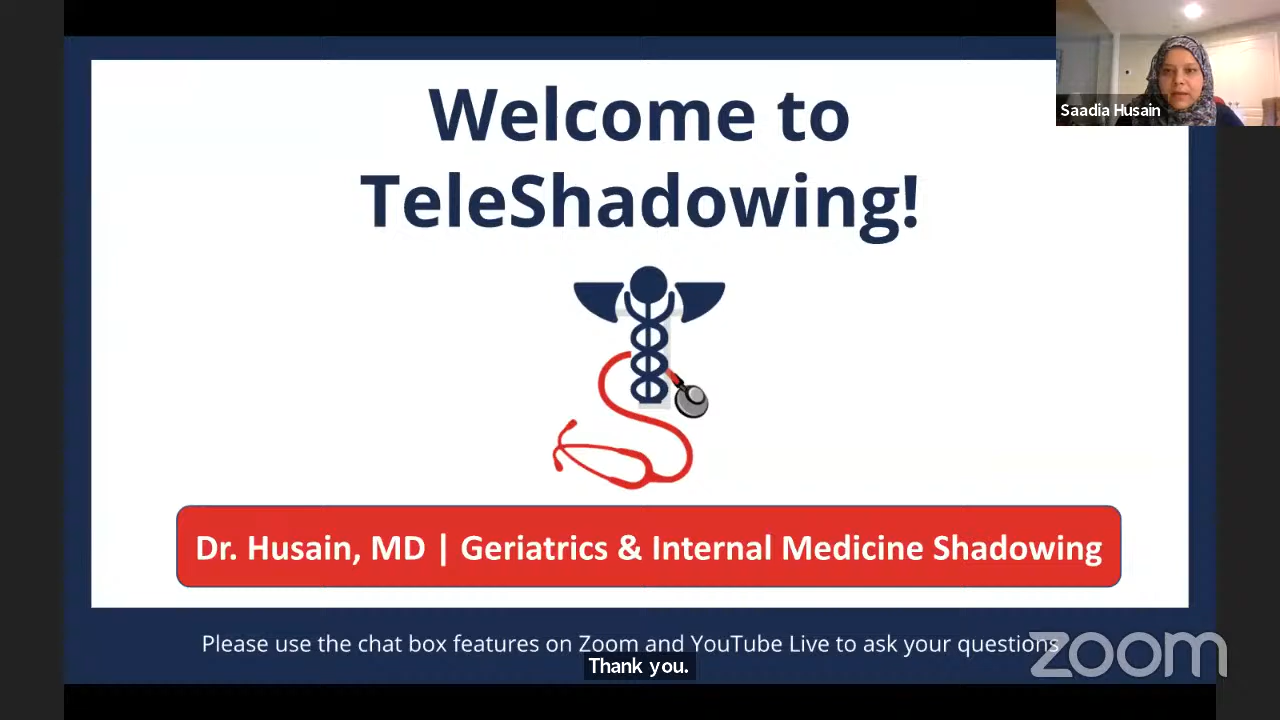 Welcome to
TeleShadowing!
Saadia Husain
Dr. Husain, MD | Geriatrics & Internal Medicine Shadowing
Please use the chat box features on Zoom and YouTube Live to ask your questions
zoom
Thank you.